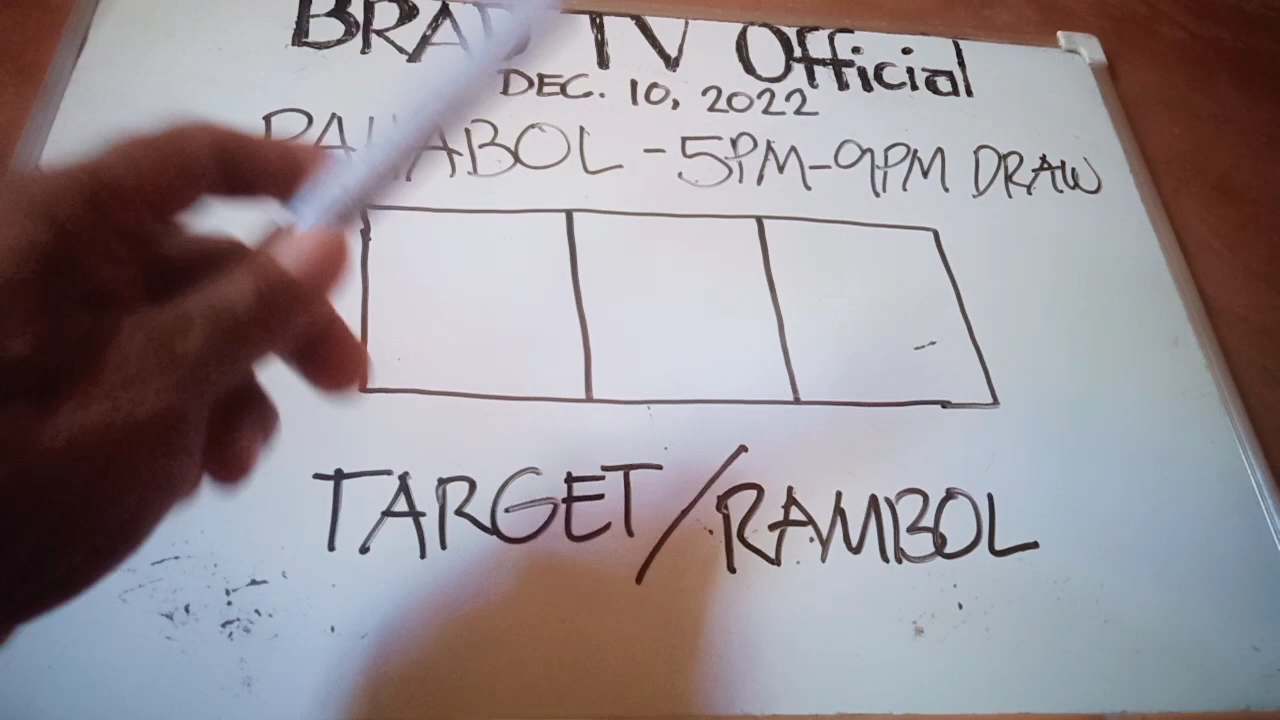 TV Official
DEC. 10, 2022
- 5PM-9PM DRAW
TARGET/RAMBOL